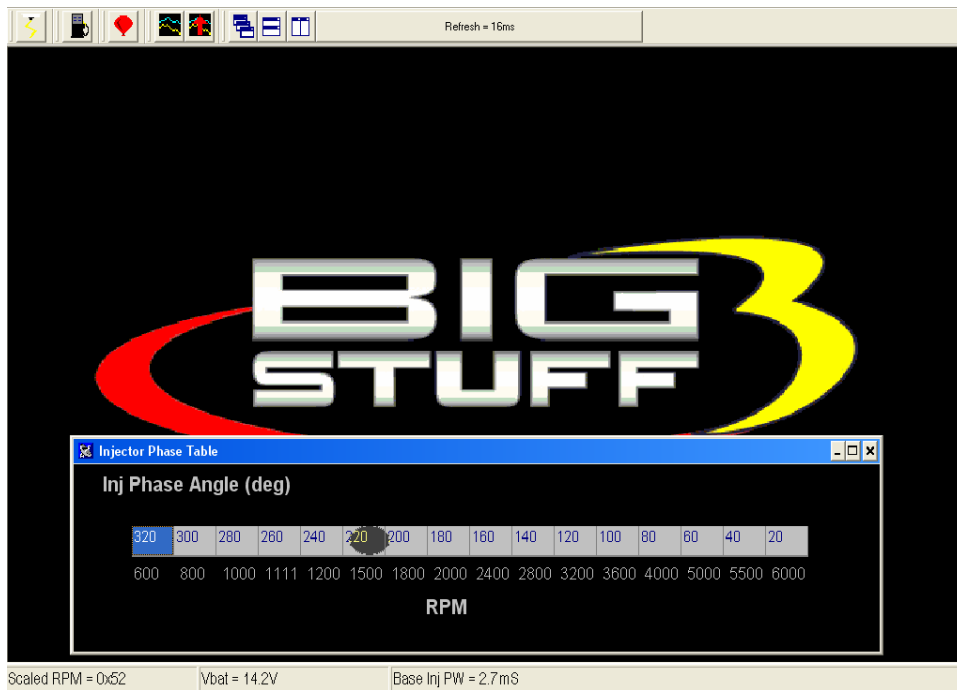 Refresh = 16ms
BIG 3
STUFF
Injector Phase Table
Inj Phase Angle (deg)
320 300 280 260 240 220 200 180 160 140 120 100 80 60 40 20
600 800 1000 1111 1200 1500 1800 2000 2400 2800 3200 3600 4000 5000 5500 6000
RPM
Scaled RPM = 0x52 Vbat = 14.2V Base Inj PW = 2.7mS